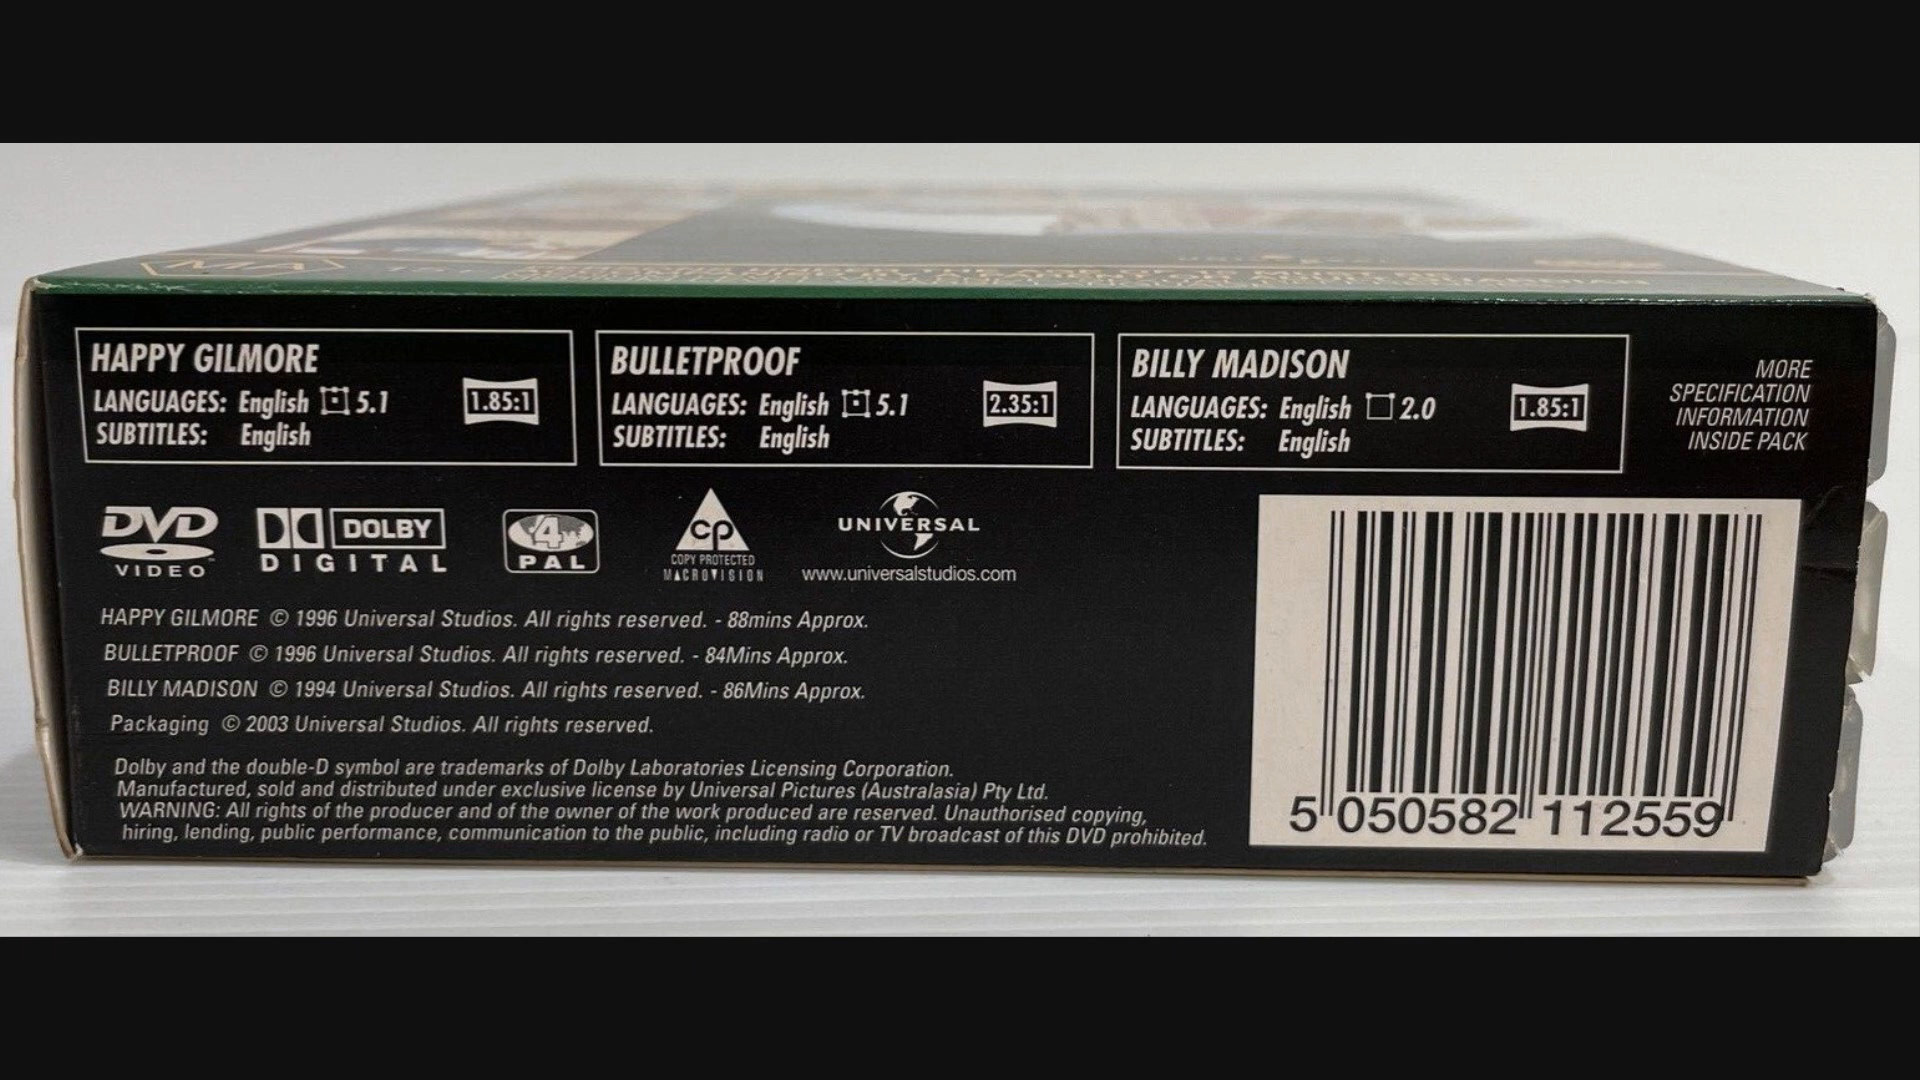 HAPPY GILMORE
LANGUAGES: English 5.1
SUBTITLES: English
1.85:1
BULLETPROOF
LANGUAGES: English 5.1
SUBTITLES: English
2.35:1
BILLY MADISON
LANGUAGES: English 2.0
SUBTITLES: English
1.85:1
MORE
SPECIFICATION
INFORMATION
INSIDE PACK
DVD
VIDEO
DOLBY
DIGITAL
4
PAL
cp
COPY PROTECTED
MACROVISION
UNIVERSAL
www.universalstudios.com
HAPPY GILMORE © 1996 Universal Studios. All rights reserved. - 88mins Approx.
BULLETPROOF © 1996 Universal Studios. All rights reserved. - 84Mins Approx.
BILLY MADISON © 1994 Universal Studios. All rights reserved. - 86Mins Approx.
Packaging © 2003 Universal Studios. All rights reserved.
Dolby and the double-D symbol are trademarks of Dolby Laboratories Licensing Corporation.
Manufactured, sold and distributed under exclusive license by Universal Pictures (Australasia) Pty Ltd.
WARNING: All rights of the producer and of the owner of the work produced are reserved. Unauthorised copying,
hiring, lending, public performance, communication to the public, including radio or TV broadcast of this DVD prohibited.
5 050582 112559